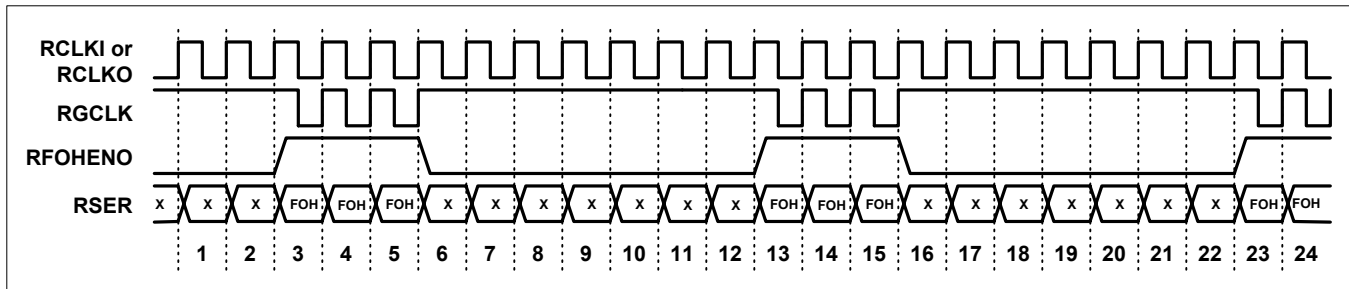 RCLKI or
RCLKO
RGCLK
RFOHENO
RSER X X X FOH FOH FOH X X X X X X X FOH FOH FOH X X X X X X X FOH FOH
1 2 3 4 5 6 7 8 9 10 11 12 13 14 15 16 17 18 19 20 21 22 23 24